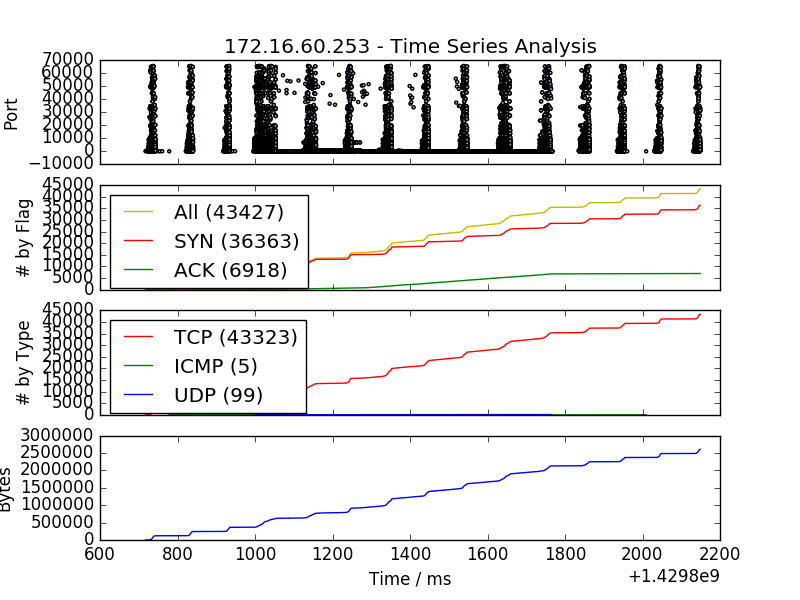 172.16.60.253 - Time Series Analysis
70000
60000
50000
40000
30000
20000
10000
0
−10000
Port
45000
40000
35000
30000
25000
20000
15000
10000
5000
0
# by Flag
All (43427)
SYN (36363)
ACK (6918)
45000
40000
35000
30000
25000
20000
15000
10000
5000
0
# by Type
TCP (43323)
ICMP (5)
UDP (99)
3000000
2500000
2000000
1500000
1000000
500000
0
Bytes
600 800 1000 1200 1400 1600 1800 2000 2200
Time / ms
+1.4298e9